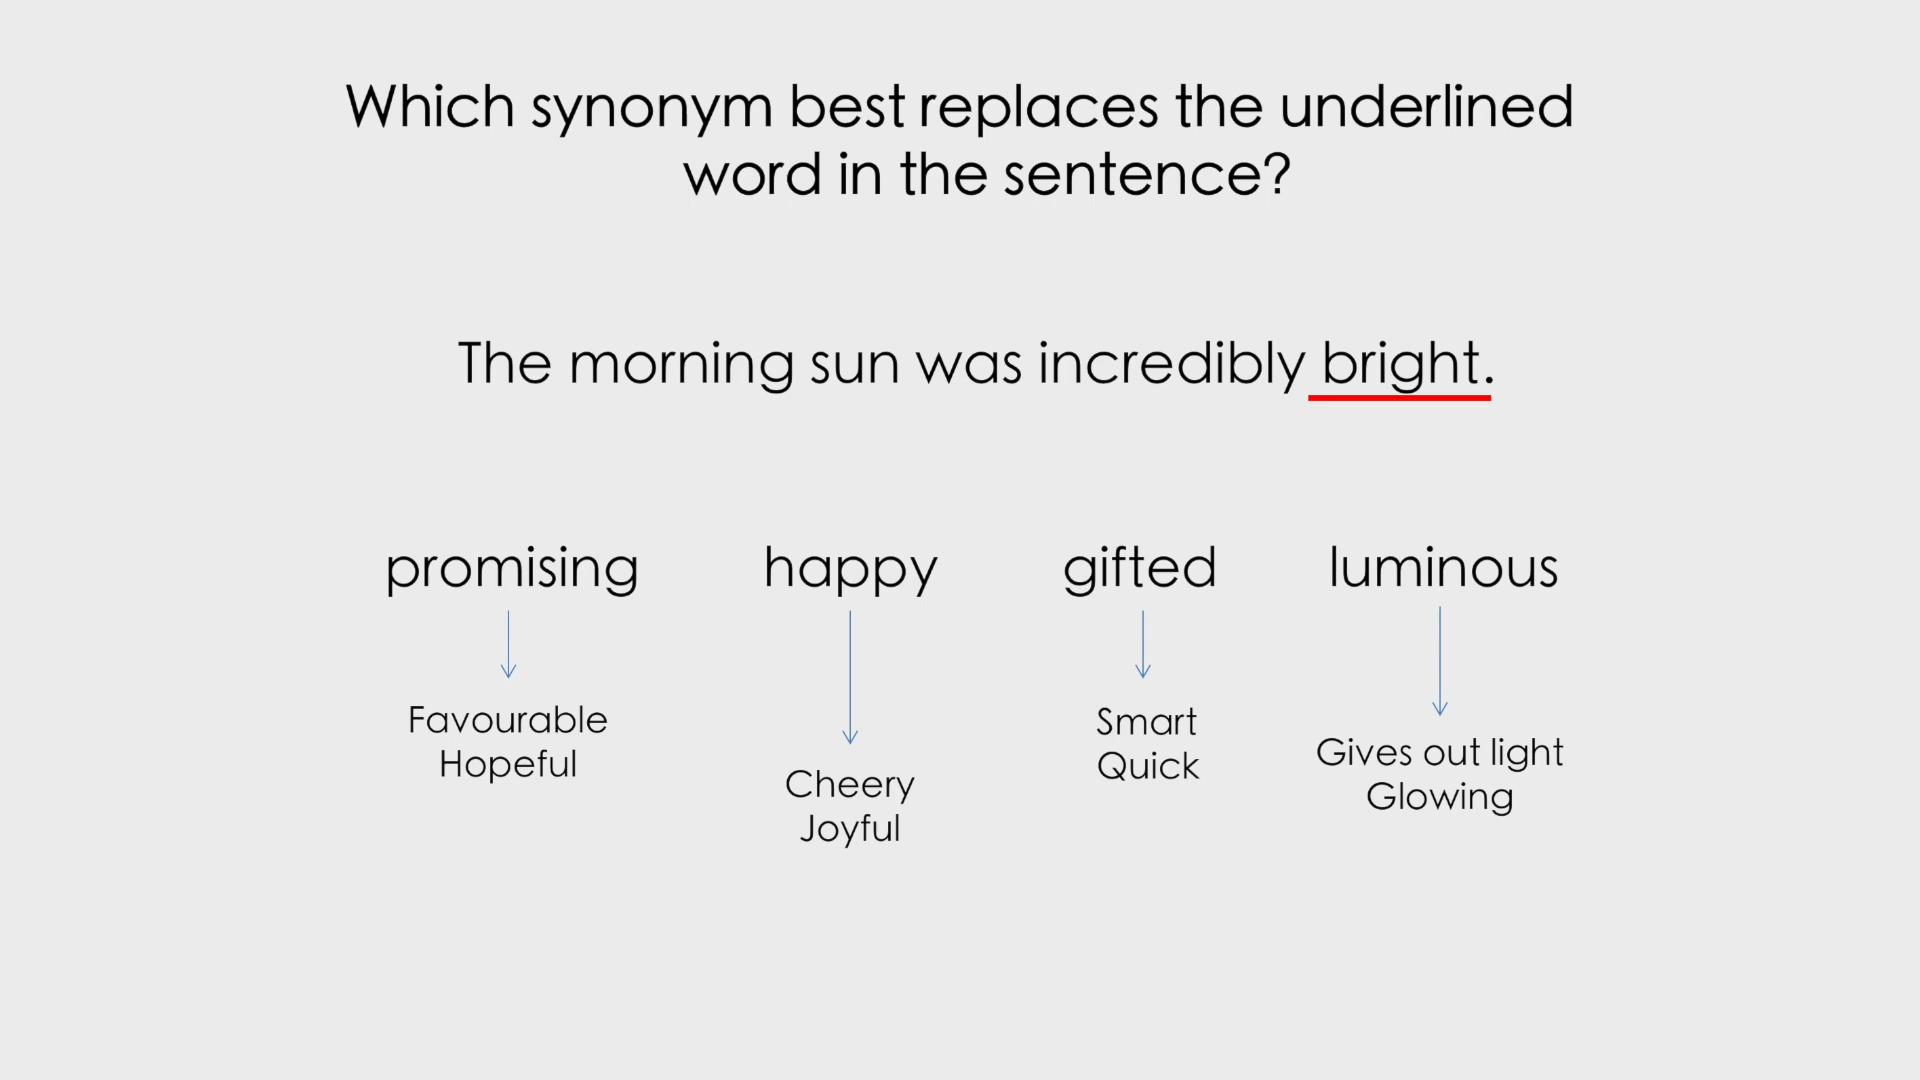 Which synonym best replaces the underlined
word in the sentence?
The morning sun was incredibly bright.
promising
happy
gifted
luminous
Favourable
Hopeful
Cheery
Joyful
Smart
Quick
Gives out light
Glowing